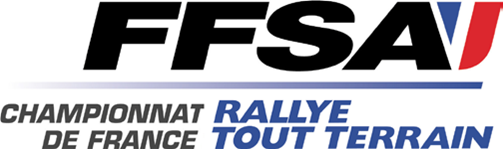 FFSA
CHAMPIONNAT RALLYE
DE FRANCE TOUT TERRAIN